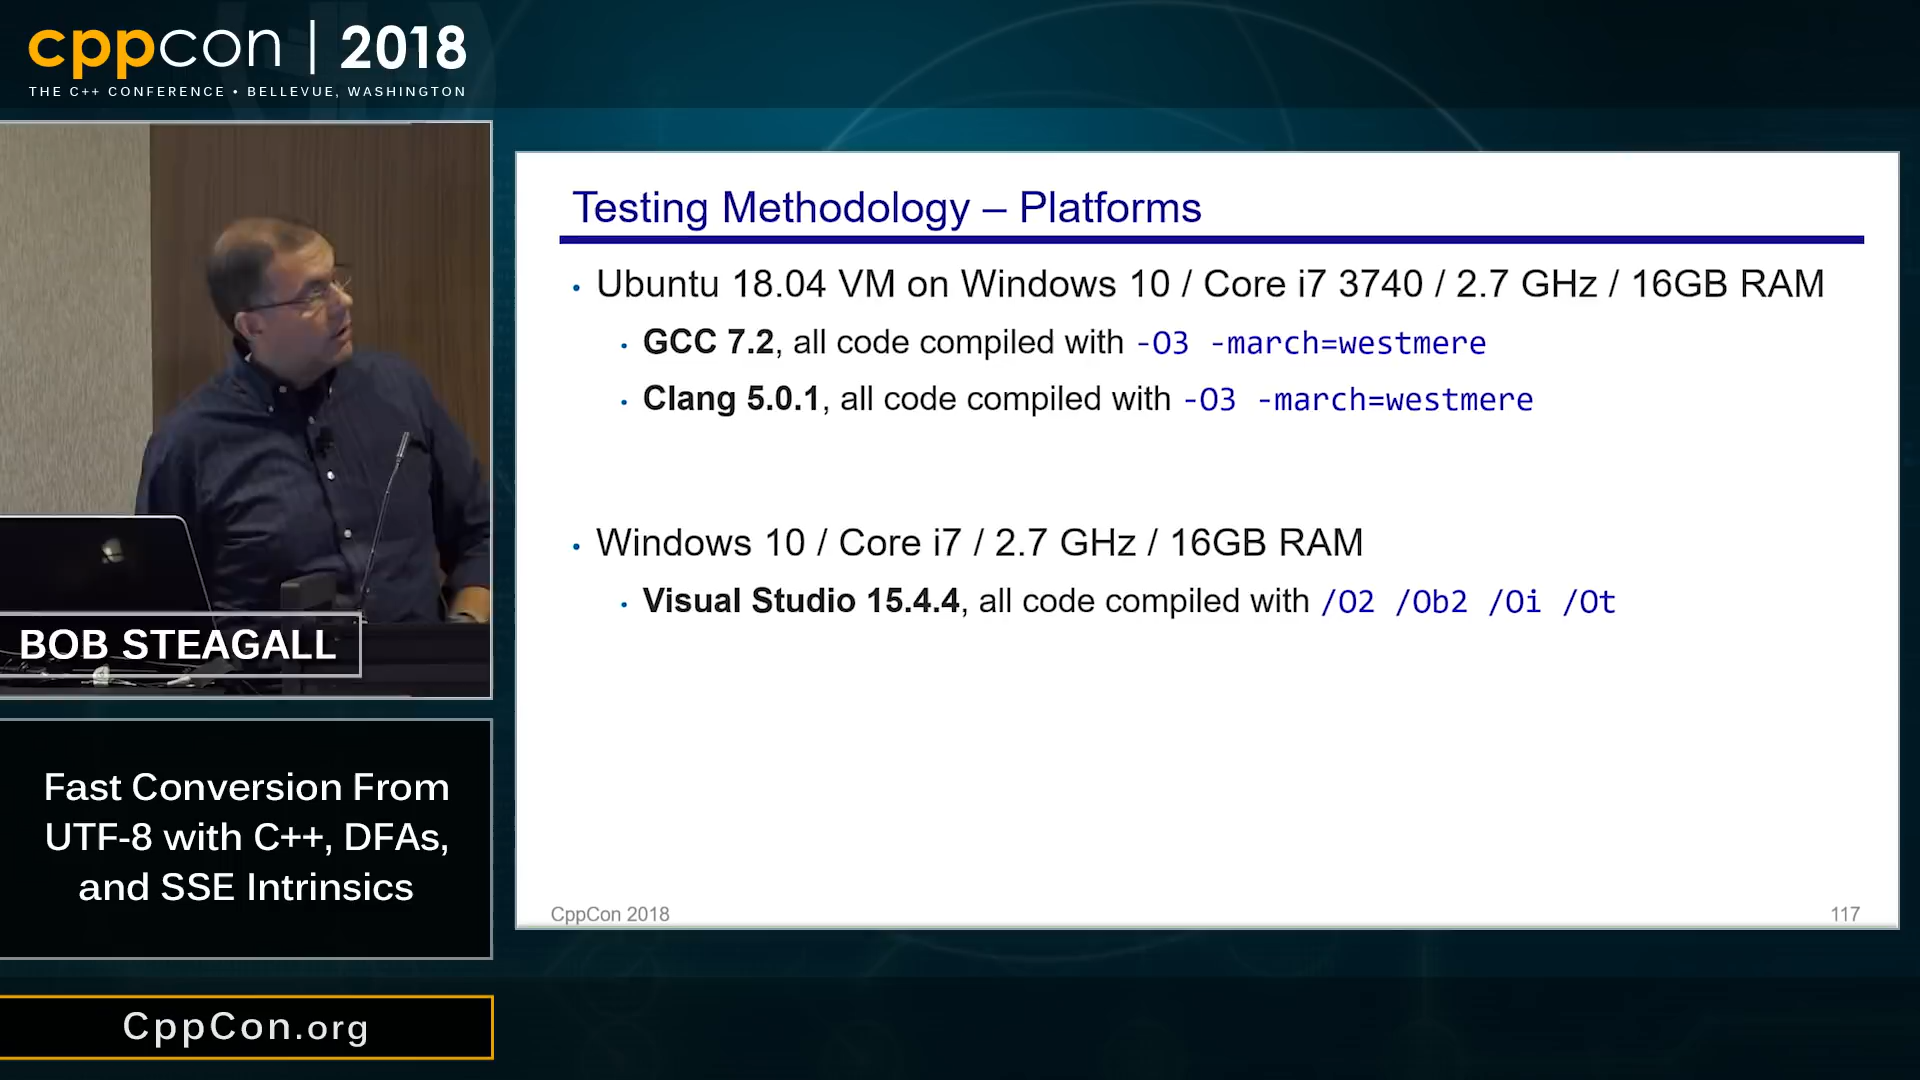 cppcon | 2018
THE C++ CONFERENCE • BELLEVUE, WASHINGTON
BOB STEAGALL
Fast Conversion From
UTF-8 with C++, DFAs,
and SSE Intrinsics
CppCon.org
Testing Methodology – Platforms
• Ubuntu 18.04 VM on Windows 10 / Core i7 3740 / 2.7 GHz / 16GB RAM
• GCC 7.2, all code compiled with -O3 -march=westmere
• Clang 5.0.1, all code compiled with -O3 -march=westmere
• Windows 10 / Core i7 / 2.7 GHz / 16GB RAM
• Visual Studio 15.4.4, all code compiled with /O2 /Ob2 /Oi /Ot
CppCon 2018
117